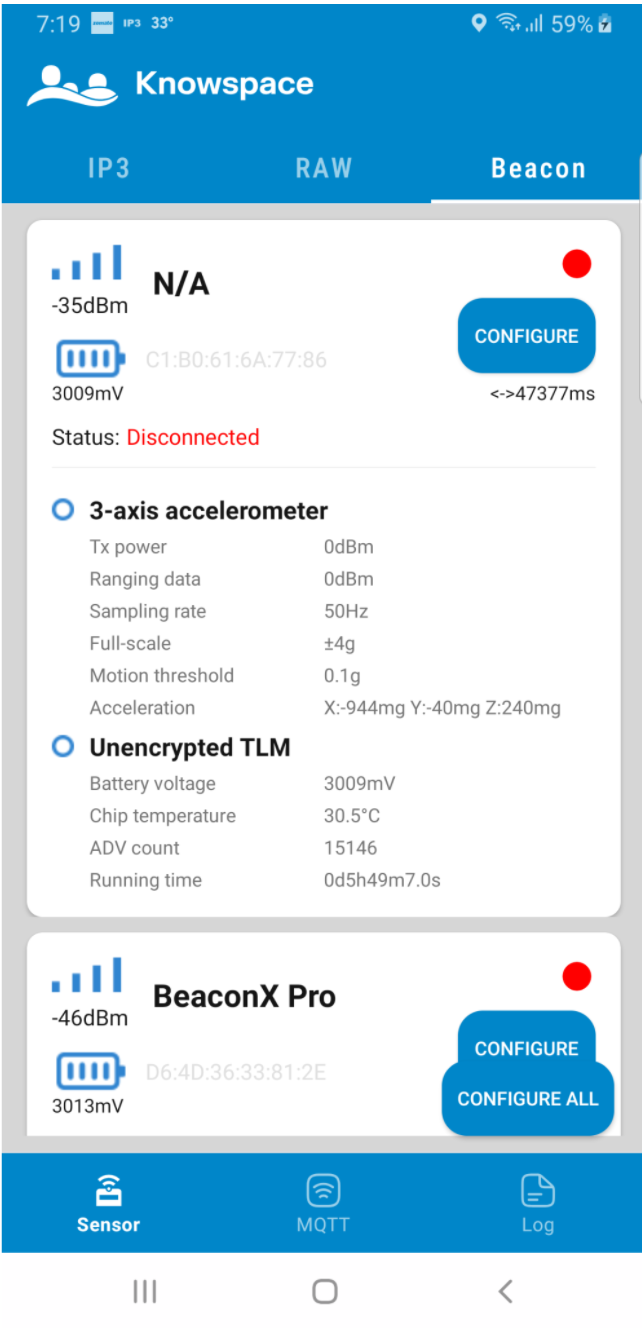 7:19 IP3 33° 59%
Knowspace
IP3 RAW Beacon
N/A
-35dBm
CONFIGURE
C1:B0:61:6A:77:86
3009mV <->47377ms
Status: Disconnected
3-axis accelerometer
Tx power 0dBm
Ranging data 0dBm
Sampling rate 50Hz
Full-scale ±4g
Motion threshold 0.1g
Acceleration X:-944mg Y:-40mg Z:240mg
Unencrypted TLM
Battery voltage 3009mV
Chip temperature 30.5°C
ADV count 15146
Running time 0d5h49m7.0s
BeaconX Pro
-46dBm
CONFIGURE
D6:4D:36:33:81:2E
CONFIGURE ALL
3013mV
Sensor MQTT Log